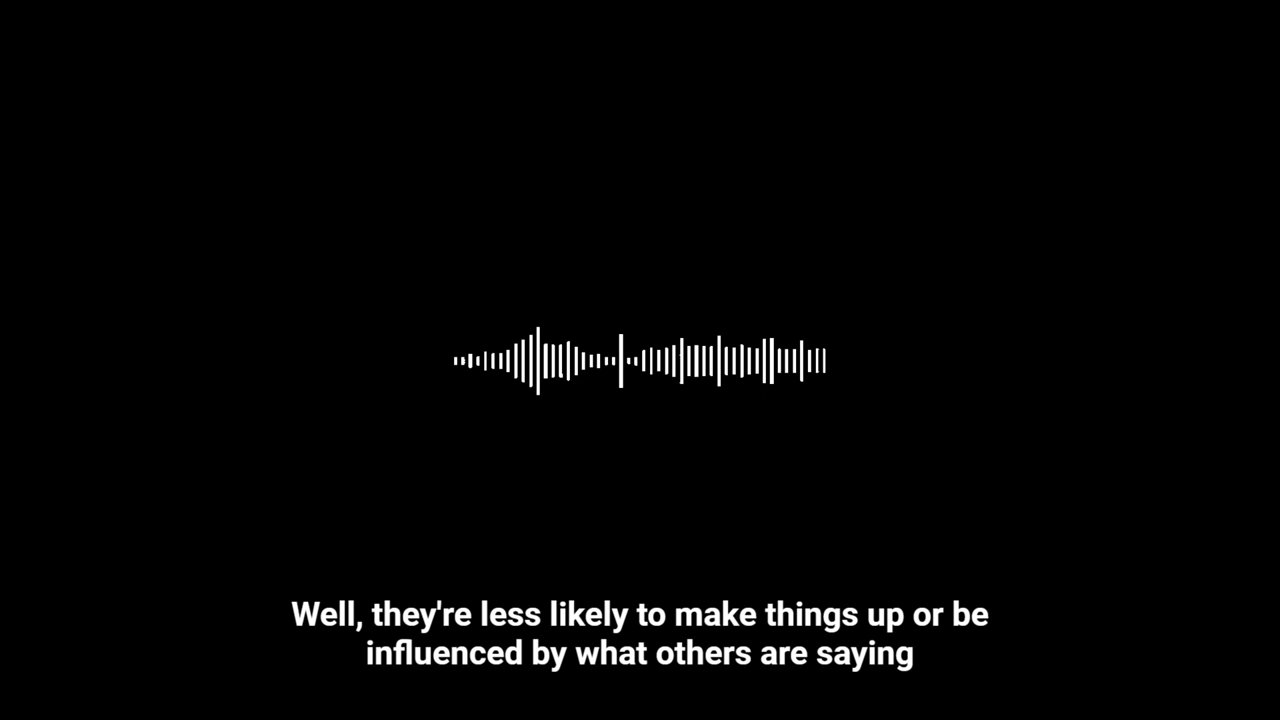 Well, they're less likely to make things up or be
influenced by what others are saying